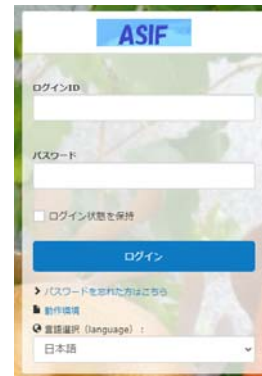 ASIF
ログインID
パスワード
ログイン状態を保持
ログイン
パスワードを忘れた方はこちら
動作環境
言語選択（language）：
日本語